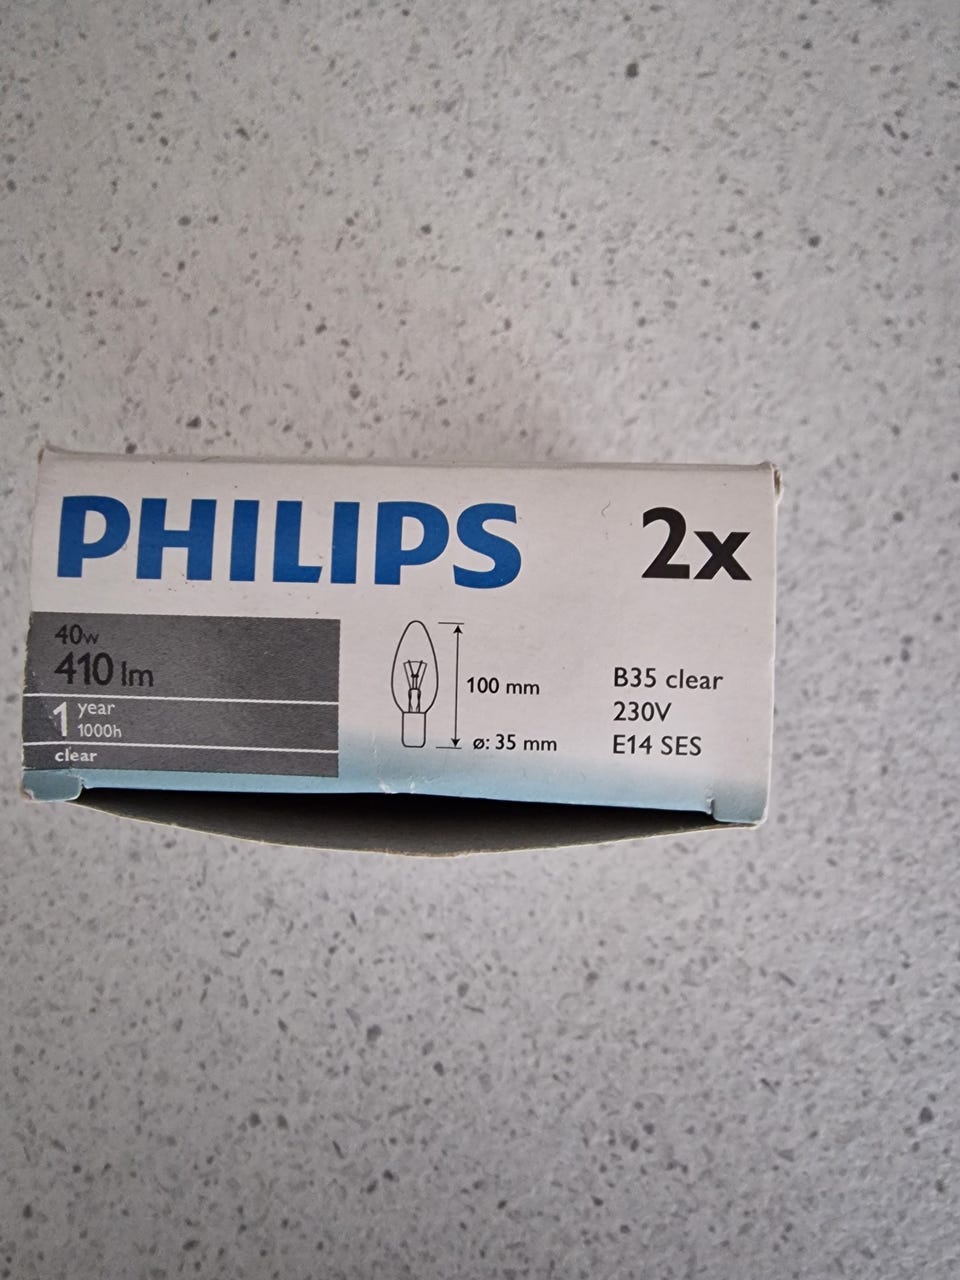 PHILIPS 2x
40w
410 lm
1 year
1000h
clear
100 mm
ø: 35 mm
B35 clear
230V
E14 SES